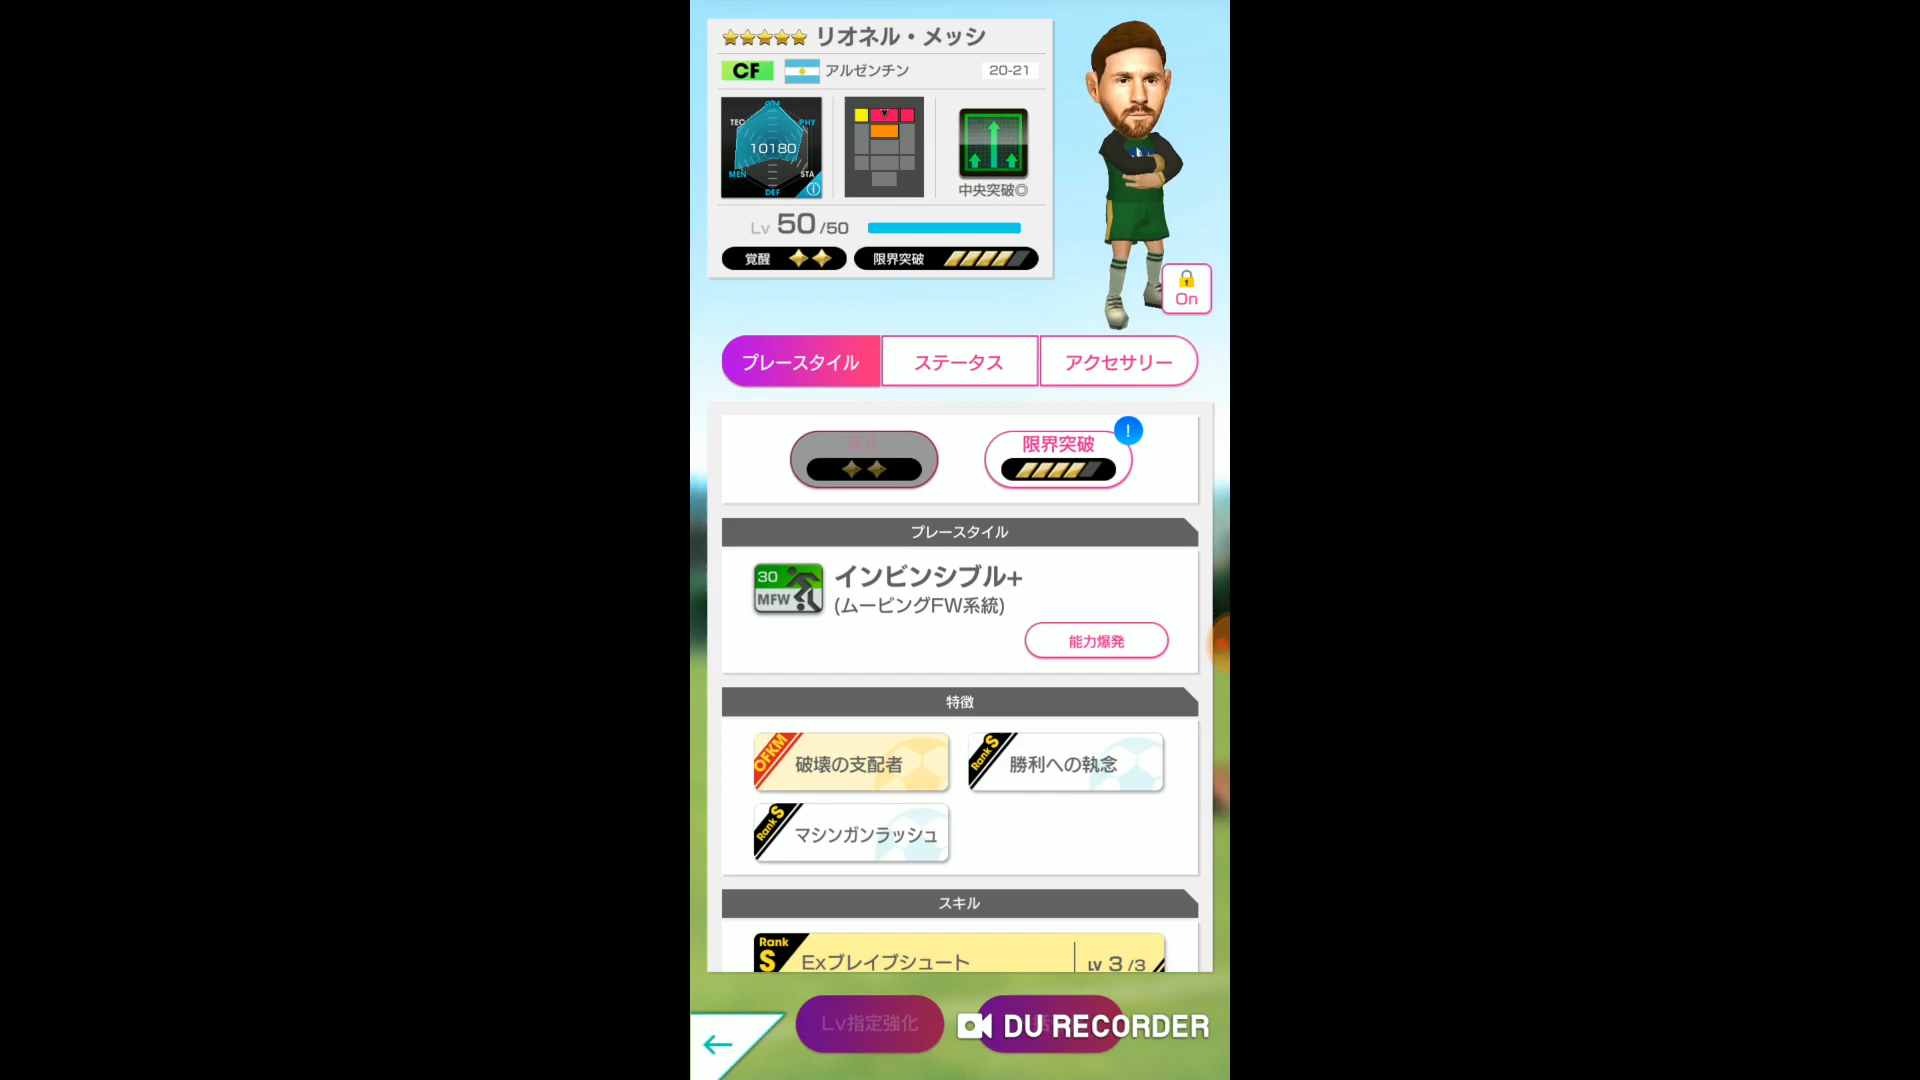 リオネル・メッシ
CF アルゼンチン 20-21
TEC PHY
10180
MEN STA
DEF
中央突破◎
Lv 50/50
覚醒 限界突破
On
プレースタイル ステータス アクセサリー
強化 限界突破 !
プレースタイル
30 MFW インビンシブル+
(ムービングFW系統)
能力爆発
特徴
OFKM 破壊の支配者 Rank S 勝利への執念
Rank S マシンガンラッシュ
スキル
Rank S Exブレイブシュート LV 3/3
Lv指定強化 DU RECORDER